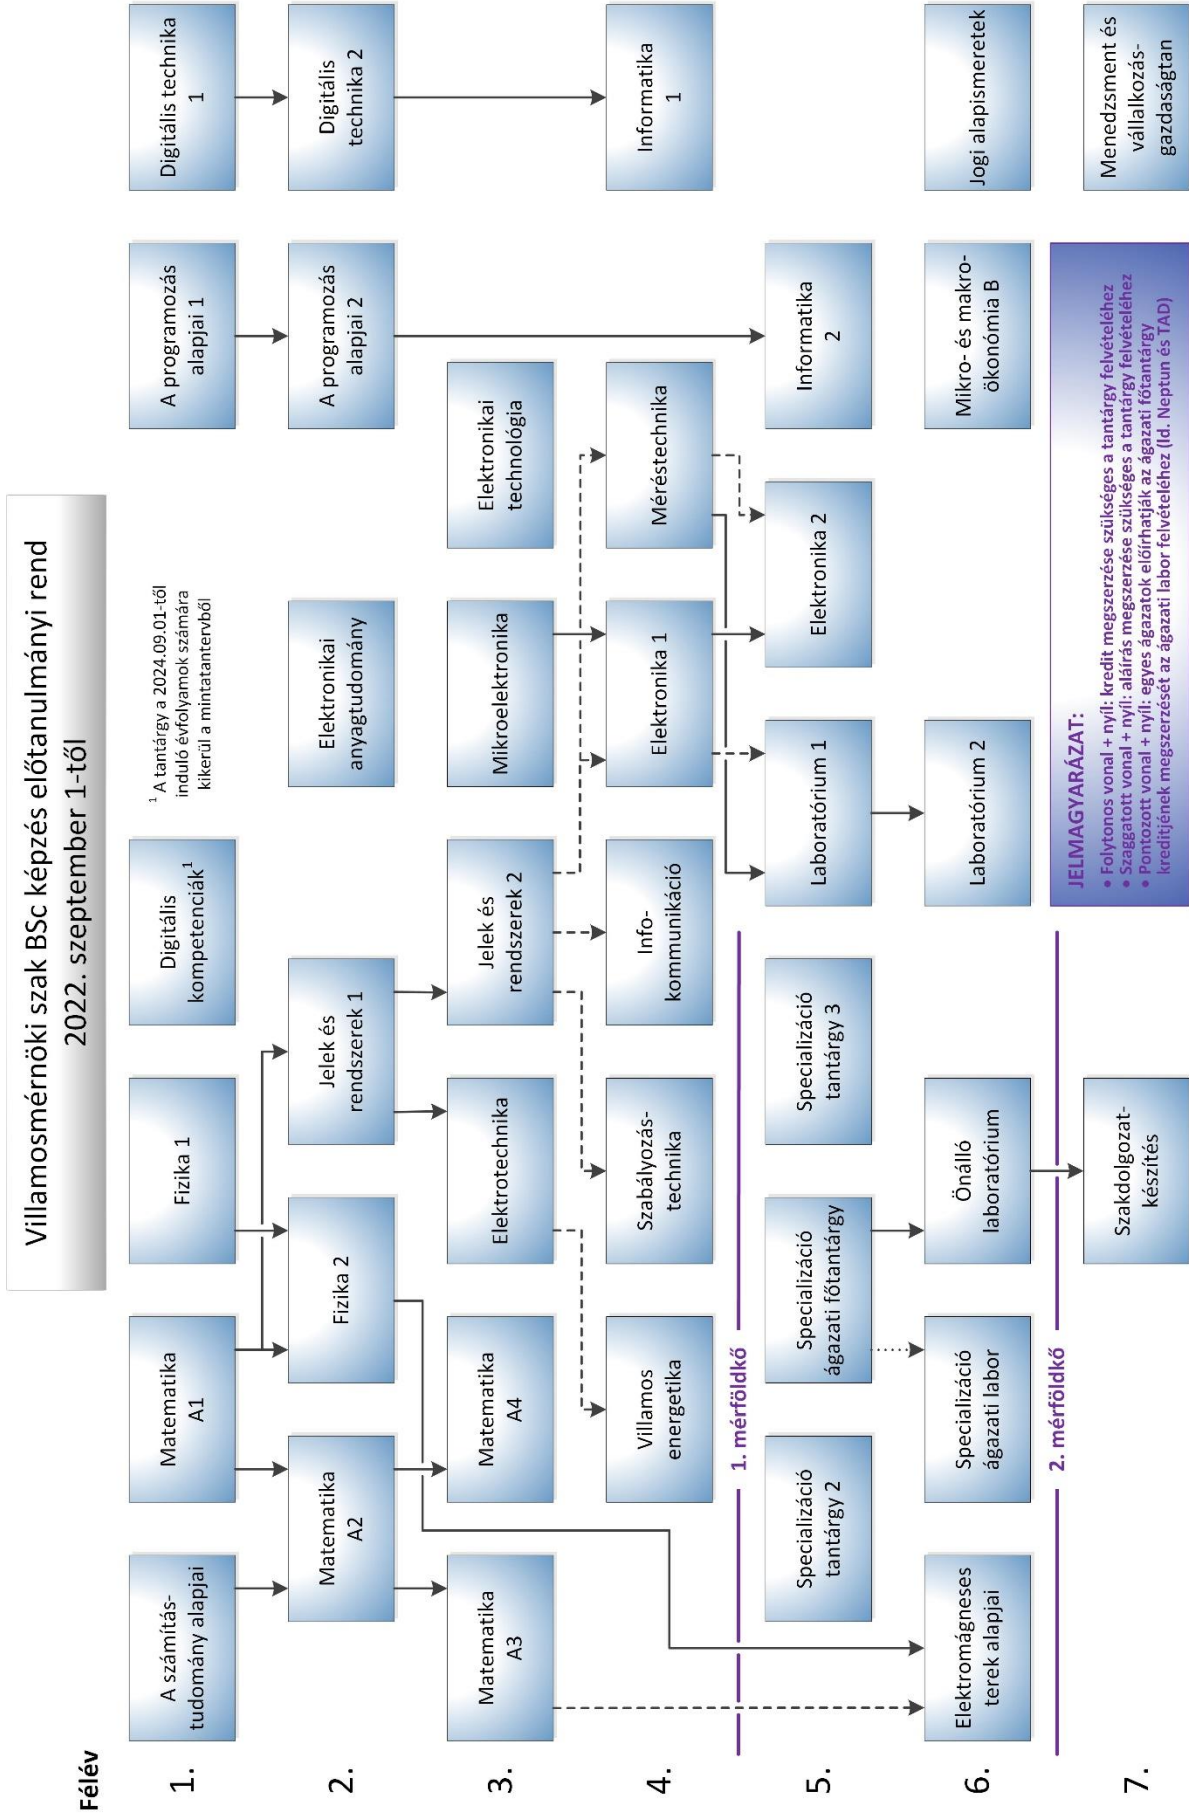 Villamosmérnöki szak BSc képzés előtanulmányi rend
2022. szeptember 1-től
Félév
1.
A számítás-
tudomány alapjai
Matematika
A1
Fizika 1
Digitális
kompetenciák¹
¹ A tantárgy a 2024.09.01-től
induló évfolyamok számára
kikerül a mintatantervből
A programozás
alapjai 1
Digitális technika
1
2.
Matematika
A2
Fizika 2
Jelek és
rendszerek 1
Elektronikai
anyagtudomány
A programozás
alapjai 2
Digitális
technika 2
3.
Matematika
A3
Matematika
A4
Elektrotechnika
Jelek és
rendszerek 2
Mikroelektronika
Elektronikai
technológia
4.
Villamos
energetika
Szabályozás-
technika
Info-
kommunikáció
Elektronika 1
Méréstechnika
Informatika
1
1. mérföldkő
5.
Specializáció
tantárgy 2
Specializáció
ágazati főtantárgy
Specializáció
tantárgy 3
Laboratórium 1
Elektronika 2
Informatika
2
6.
Elektromágneses
terek alapjai
Specializáció
ágazati labor
Önálló
laboratórium
Laboratórium 2
Mikro- és makro-
ökonómia B
Jogi alapismeretek
2. mérföldkő
7.
Szakdolgozat-
készítés
JELMAGYARÁZAT:
• Folytonos vonal + nyíl: kredit megszerzése szükséges a tantárgy felvételéhez
• Szaggatott vonal + nyíl: aláírás megszerzése szükséges a tantárgy felvételéhez
• Pontozott vonal + nyíl: egyes ágazatok előírhatják az ágazati főtantárgy
kreditjének megszerzését az ágazati labor felvételéhez (ld. Neptun és TAD)
Menedzsment és
vállalkozás-
gazdaságtan